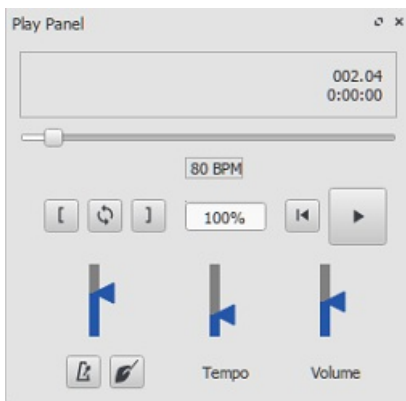 Play Panel
002.04
0:00:00
80 BPM
[ ] 100%
Tempo Volume